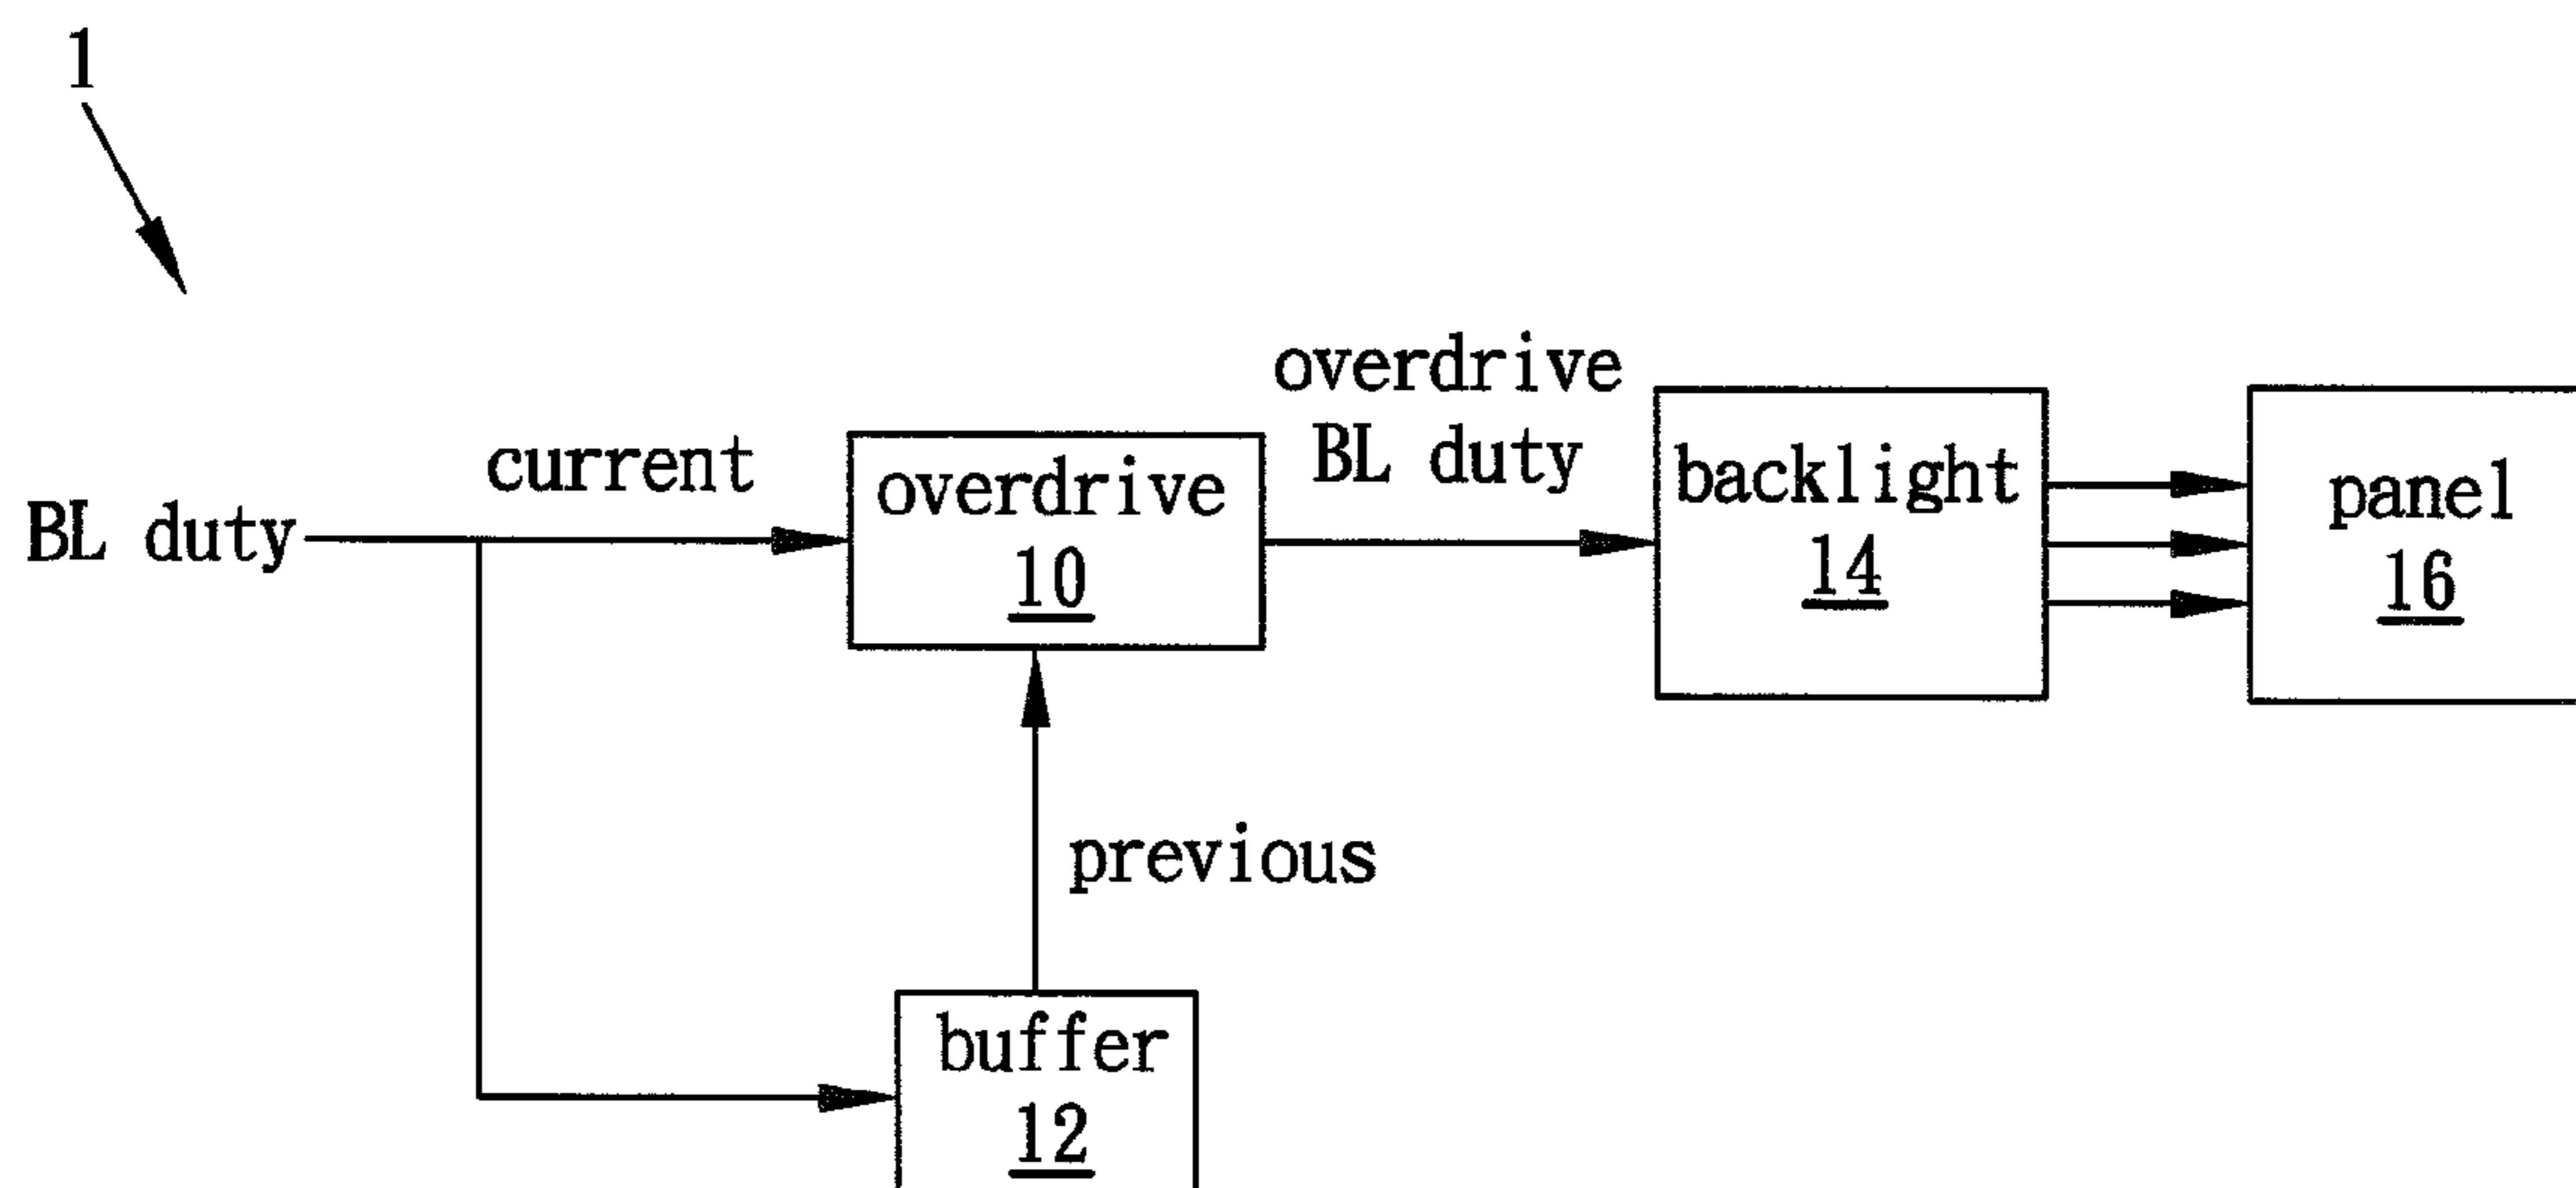 1
overdrive
BL duty
current
BL duty
overdrive
10
backlight
14
panel
16
previous
buffer
12